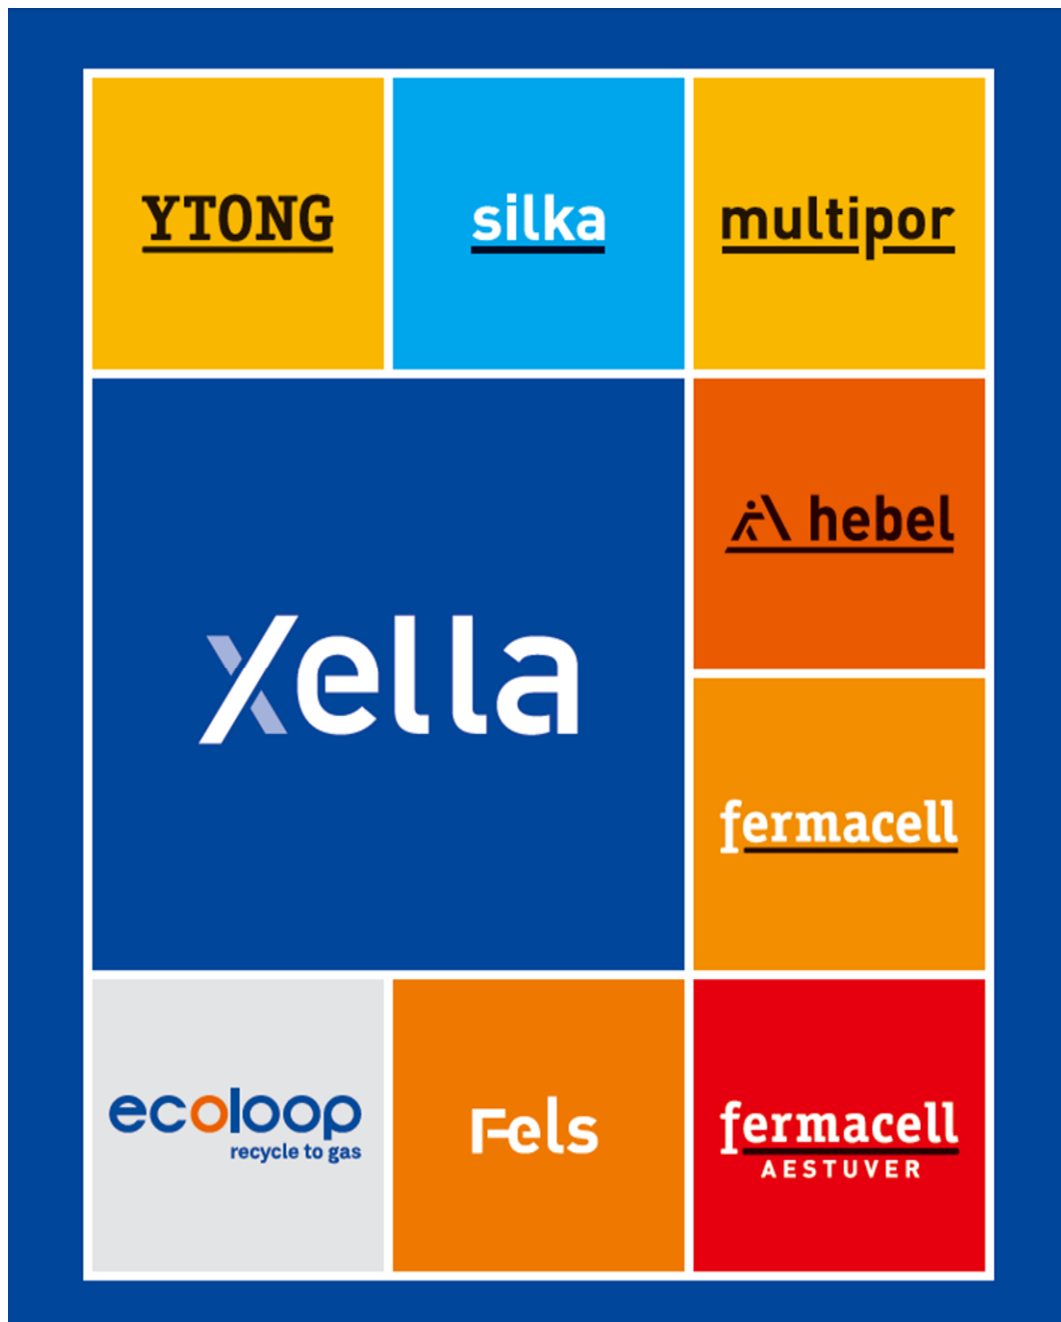 YTONG
silka
multipor
hebel
xella
fermacell
ecoloop
recycle to gas
Fels
fermacell
AESTUVER